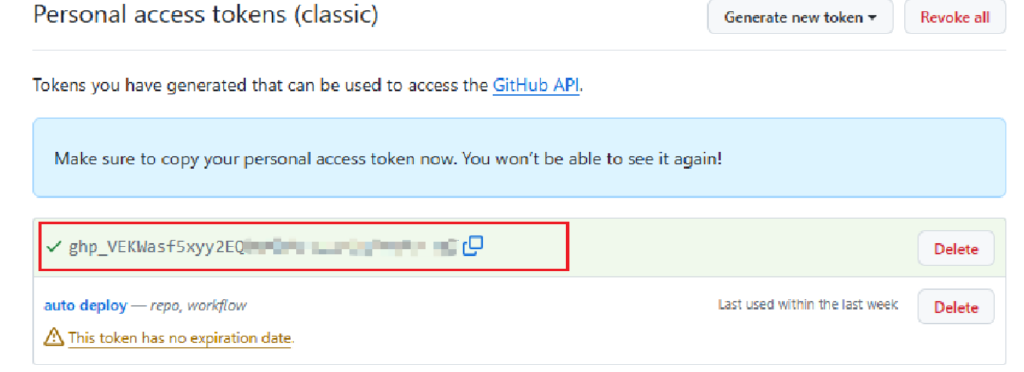 Personal access tokens (classic)
Generate new token
Revoke all
Tokens you have generated that can be used to access the GitHub API.
Make sure to copy your personal access token now. You won't be able to see it again!
Delete
auto deploy — repo, workflow
Last used within the last week
Delete
This token has no expiration date.